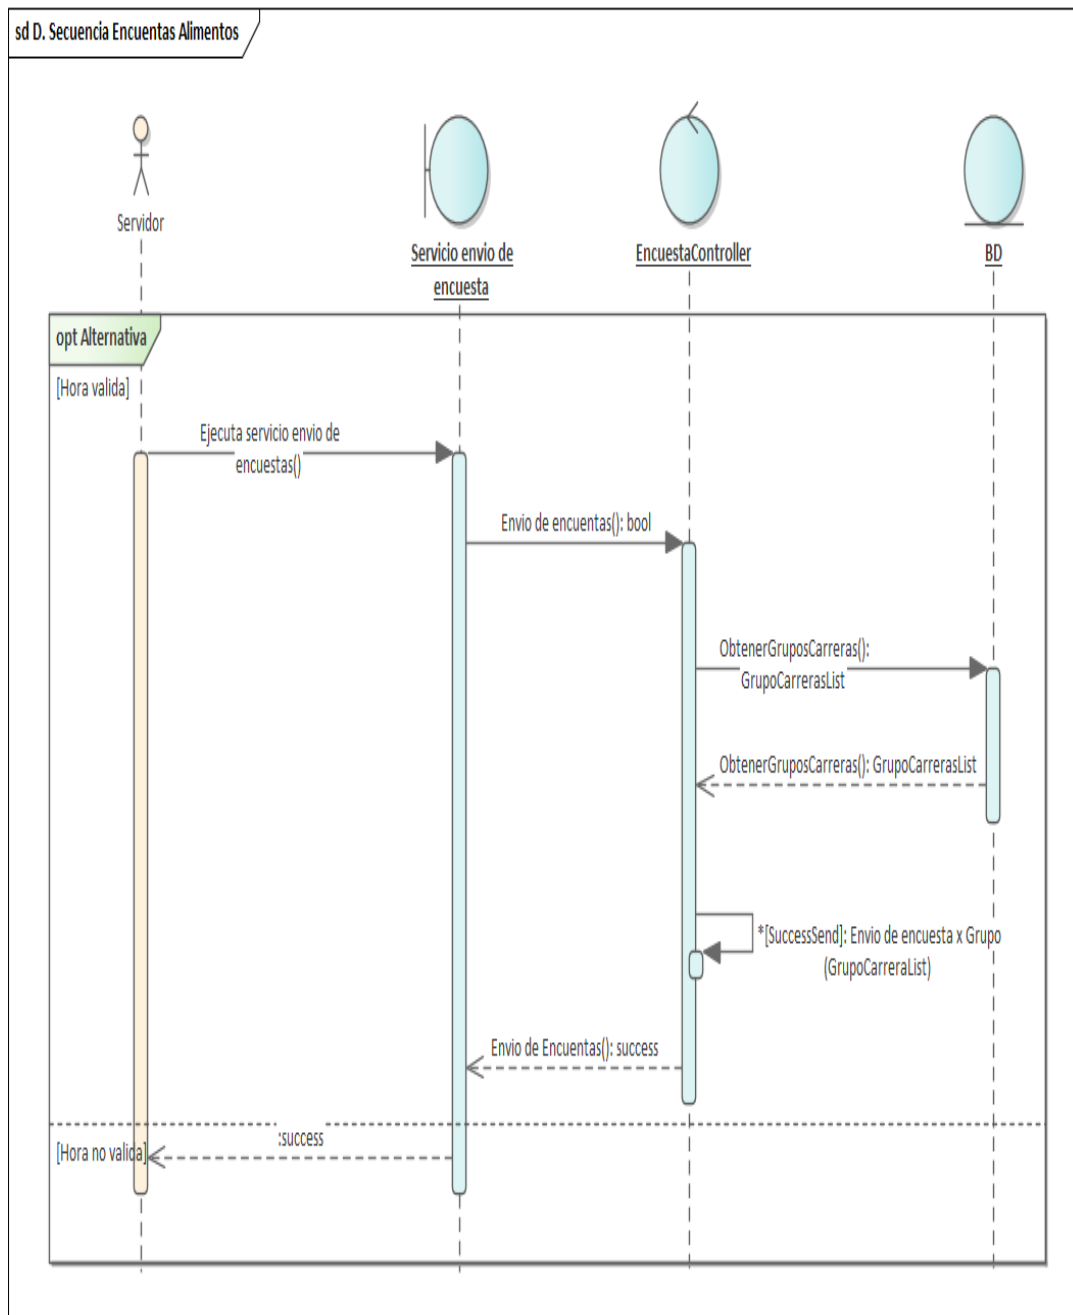 sd D. Secuencia Encuentas Alimentos
Servidor
Servicio envio de
encuesta
EncuestaController
BD
opt Alternativa
[Hora valida]
Ejecuta servicio envio de
encuestas()
Envio de encuentas(): bool
ObtenerGruposCarreras():
GrupoCarrerasList
ObtenerGruposCarreras(): GrupoCarrerasList
*[SuccessSend]: Envio de encuesta x Grupo
(GrupoCarreraList)
Envio de Encuentas(): success
:success
[Hora no valida]